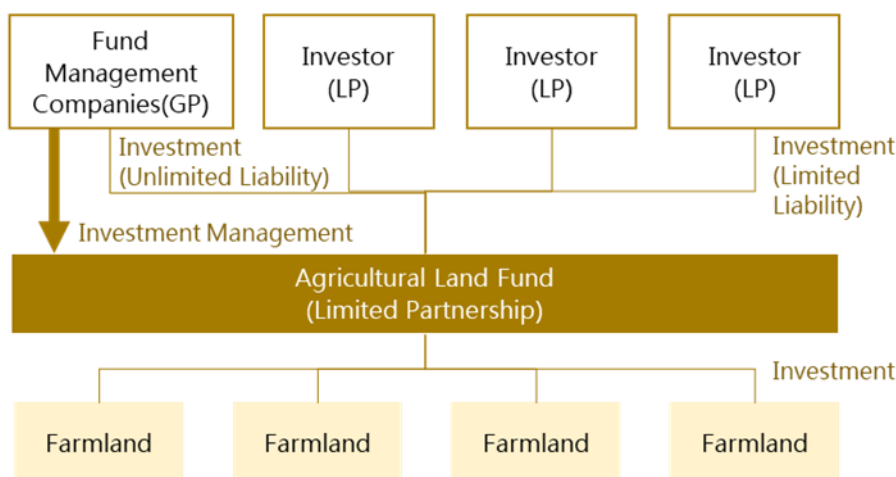 Fund
Management
Companies(GP)
Investor
(LP)
Investor
(LP)
Investor
(LP)
Investment
(Unlimited Liability)
Investment
(Limited
Liability)
Investment Management
Agricultural Land Fund
(Limited Partnership)
Investment
Farmland
Farmland
Farmland
Farmland